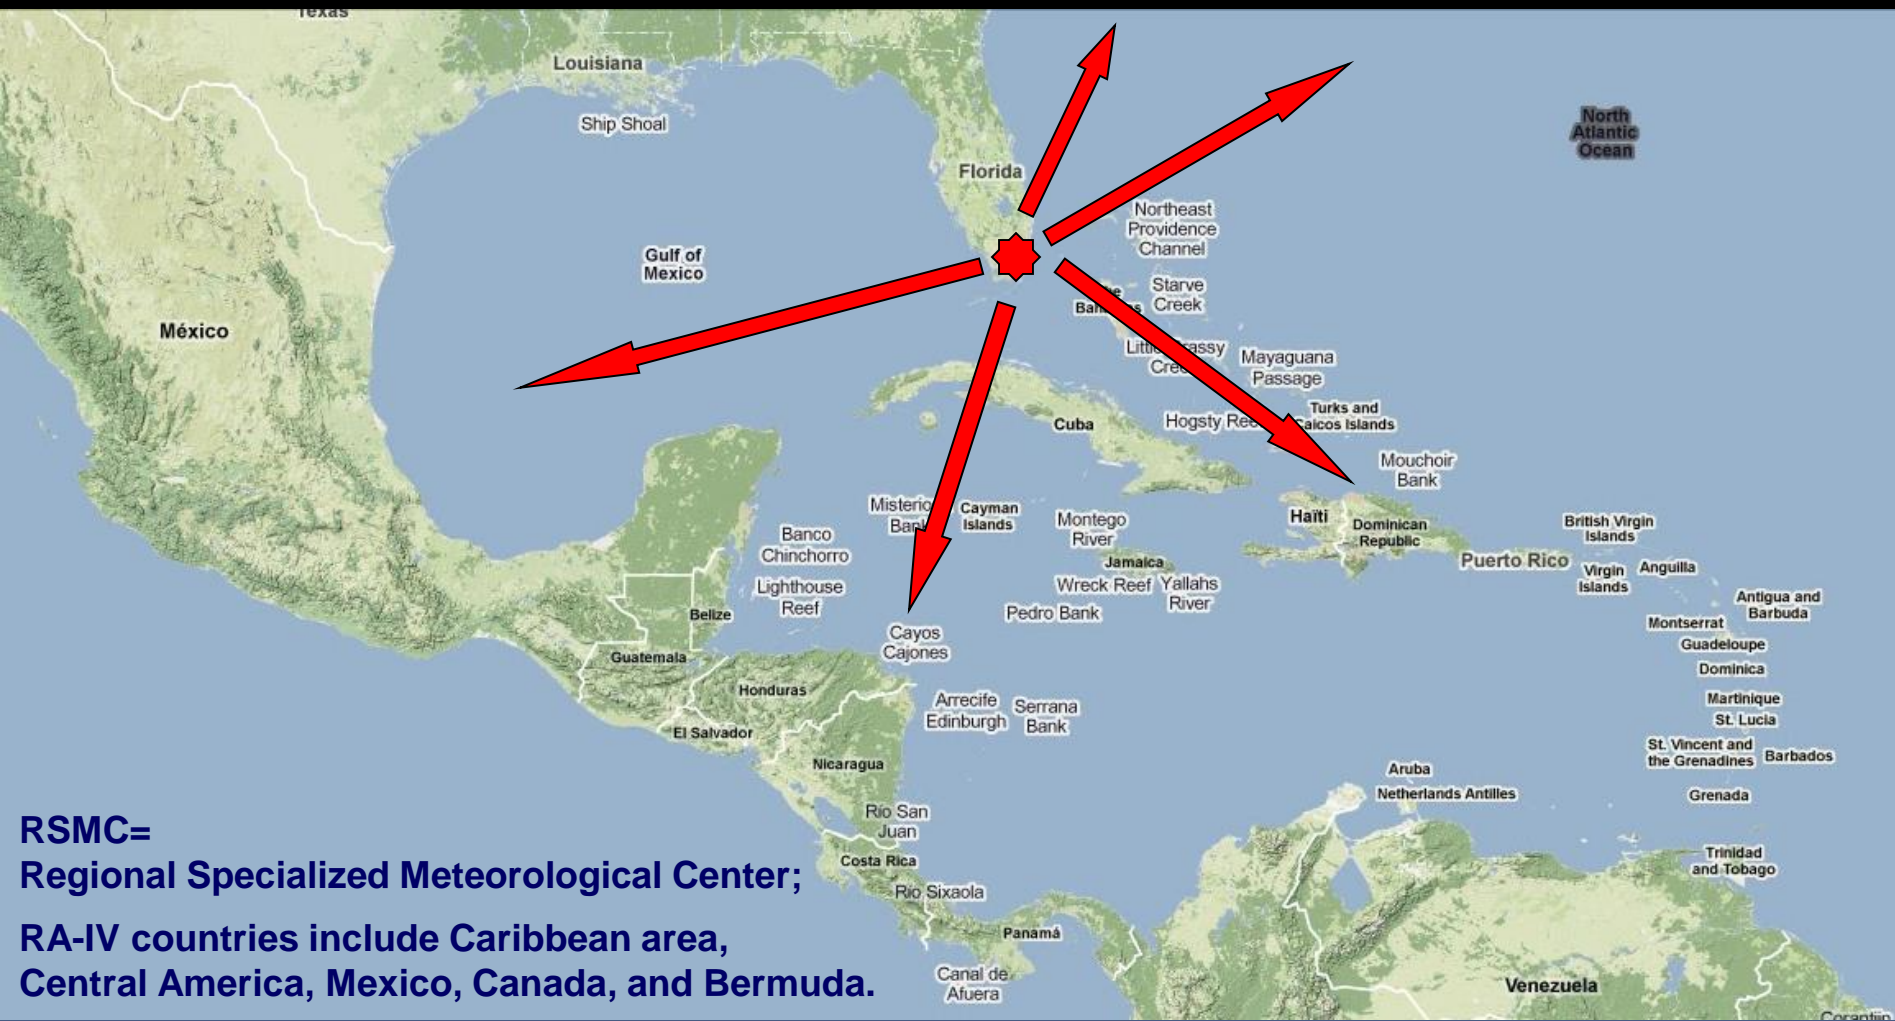 Texas
Louisiana
Ship Shoal
North
Atlantic
Ocean
Florida
Northeast
Providence
Channel
Gulf of
Mexico
Starve
Creek
México
Mayaguana
Passage
Turks and
Caicos Islands
Hogsty
Cuba
Mouchoir
Bank
Misterio
Cayman
Islands
Montego
River
Haïti
Dominican
Republic
British Virgin
Islands
Banco
Chinchorro
Jamaica
Puerto Rico
Virgin
Islands
Anguilla
Lighthouse
Reef
Wreck Reef
Yallahs
River
Antigua and
Barbuda
Belize
Pedro Bank
Montserrat
Cayos
Cajones
Guadeloupe
Guatemala
Dominica
Honduras
Arrecife
Edinburgh
Serrana
Bank
Martinique
St. Lucia
El Salvador
St. Vincent and
the Grenadines
Barbados
Nicaragua
Aruba
Netherlands Antilles
Grenada
Río San
Juan
RSMC=
Regional Specialized Meteorological Center;
Costa Rica
Río Sixaola
Trinidad
and Tobago
RA-IV countries include Caribbean area,
Central America, Mexico, Canada, and Bermuda.
Panamá
Canal de
Afuera
Venezuela